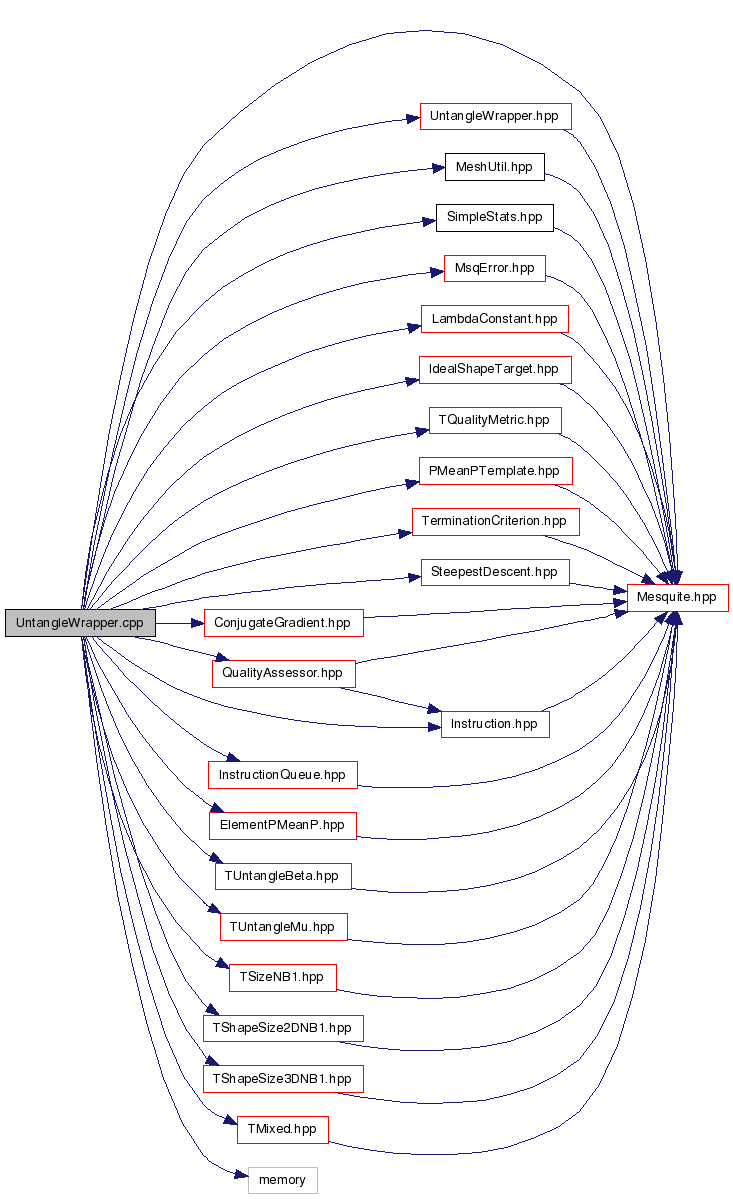 UntangleWrapper.hpp
MeshUtil.hpp
SimpleStats.hpp
MsqError.hpp
LambdaConstant.hpp
IdealShapeTarget.hpp
TQualityMetric.hpp
PMeanPTemplate.hpp
TerminationCriterion.hpp
SteepestDescent.hpp
Mesquite.hpp
UntangleWrapper.cpp
ConjugateGradient.hpp
QualityAssessor.hpp
Instruction.hpp
InstructionQueue.hpp
ElementPMeanP.hpp
TUntangleBeta.hpp
TUntangleMu.hpp
TSizeNB1.hpp
TShapeSize2DNB1.hpp
TShapeSize3DNB1.hpp
TMixed.hpp
memory